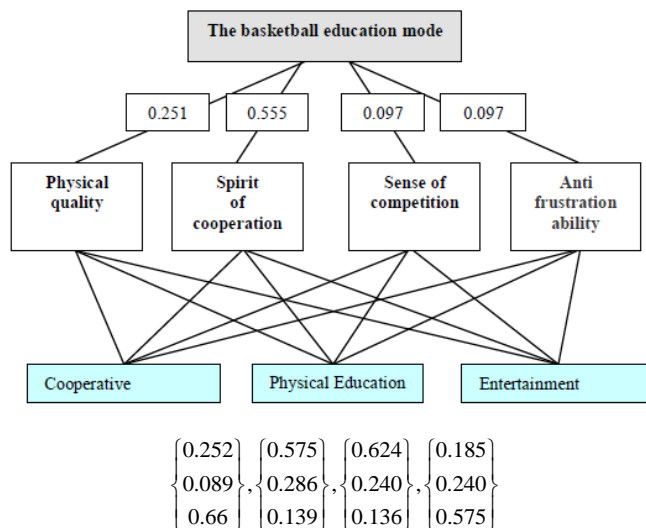 The basketball education mode
0.251 0.555 0.097 0.097
Physical
quality
Spirit
of
cooperation
Sense of
competition
Anti
frustration
ability
Cooperative
Physical Education
Entertainment
0.252 0.575 0.624 0.185
0.089 , 0.286 , 0.240 , 0.240
0.66 0.139 0.136 0.575